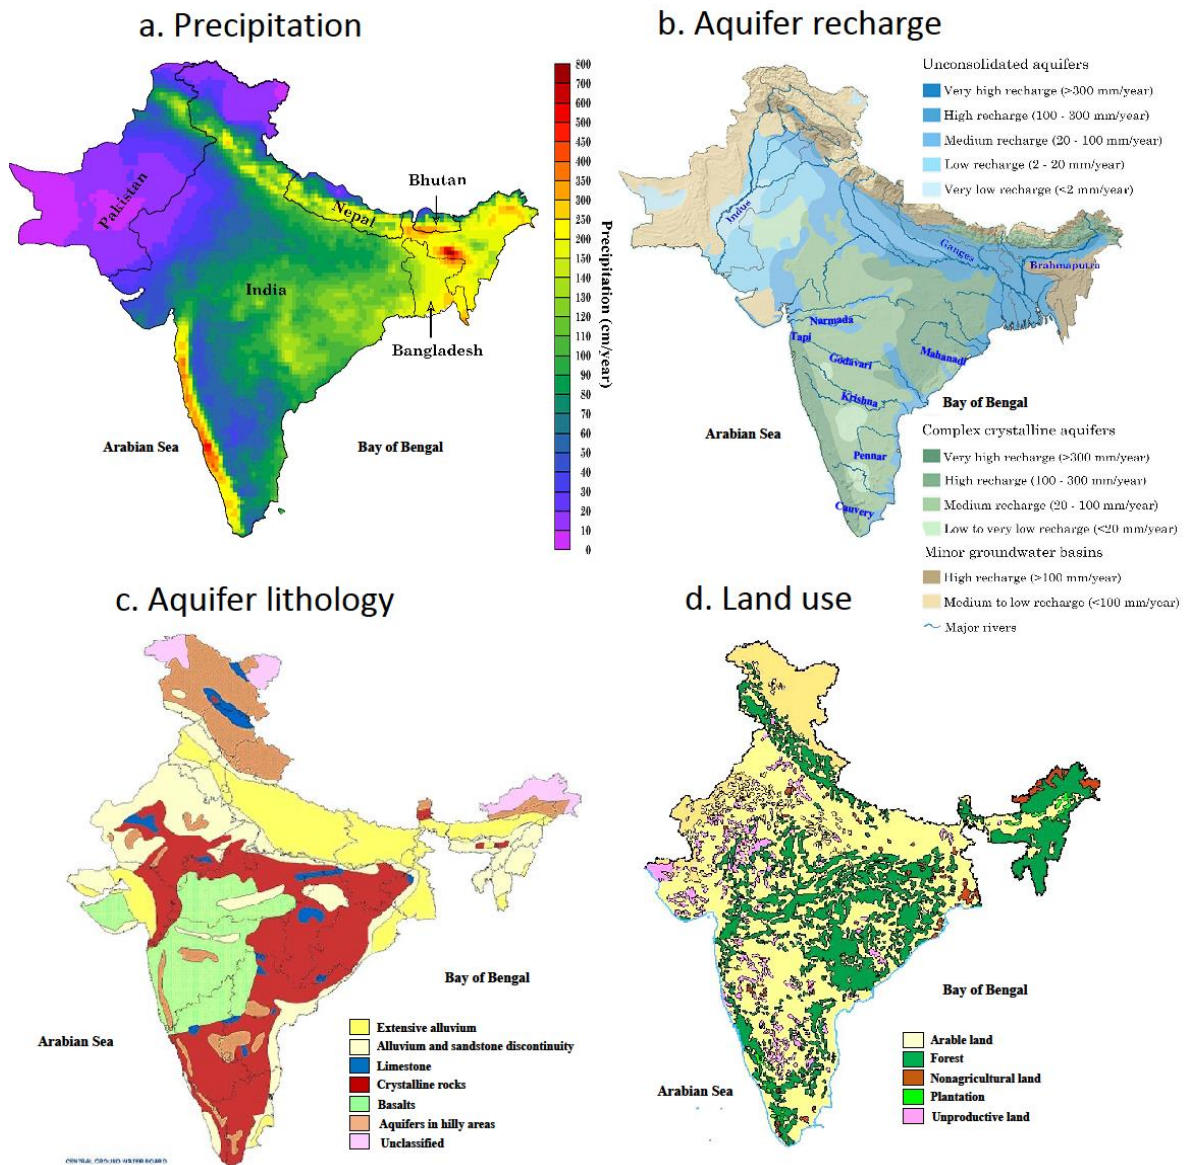 a. Precipitation
Pakistan
Nepal
Bhutan
India
Bangladesh
Arabian Sea
Bay of Bengal
800
700
600
500
450
400
350
300
250
200
150
140
130
120
110
100
90
80
70
60
50
40
30
20
10
0
Precipitation (cm/year)
b. Aquifer recharge
Unconsolidated aquifers
Very high recharge (>300 mm/year)
High recharge (100 - 300 mm/year)
Medium recharge (20 - 100 mm/year)
Low recharge (2 - 20 mm/year)
Very low recharge (<2 mm/year)
Indus
Ganges
Brahmaputra
Narmada
Tapi
Godavari
Mahanadi
Krishna
Pennar
Cauvery
Arabian Sea
Bay of Bengal
Complex crystalline aquifers
Very high recharge (>300 mm/year)
High recharge (100 - 300 mm/year)
Medium recharge (20 - 100 mm/year)
Low to very low recharge (<20 mm/year)
Minor groundwater basins
High recharge (>100 mm/year)
Medium to low recharge (<100 mm/year)
Major rivers
c. Aquifer lithology
Arabian Sea
Bay of Bengal
Extensive alluvium
Alluvium and sandstone discontinuity
Limestone
Crystalline rocks
Basalts
Aquifers in hilly areas
Unclassified
CENTRAL GROUND WATER BOARD
d. Land use
Arabian Sea
Bay of Bengal
Arable land
Forest
Nonagricultural land
Plantation
Unproductive land